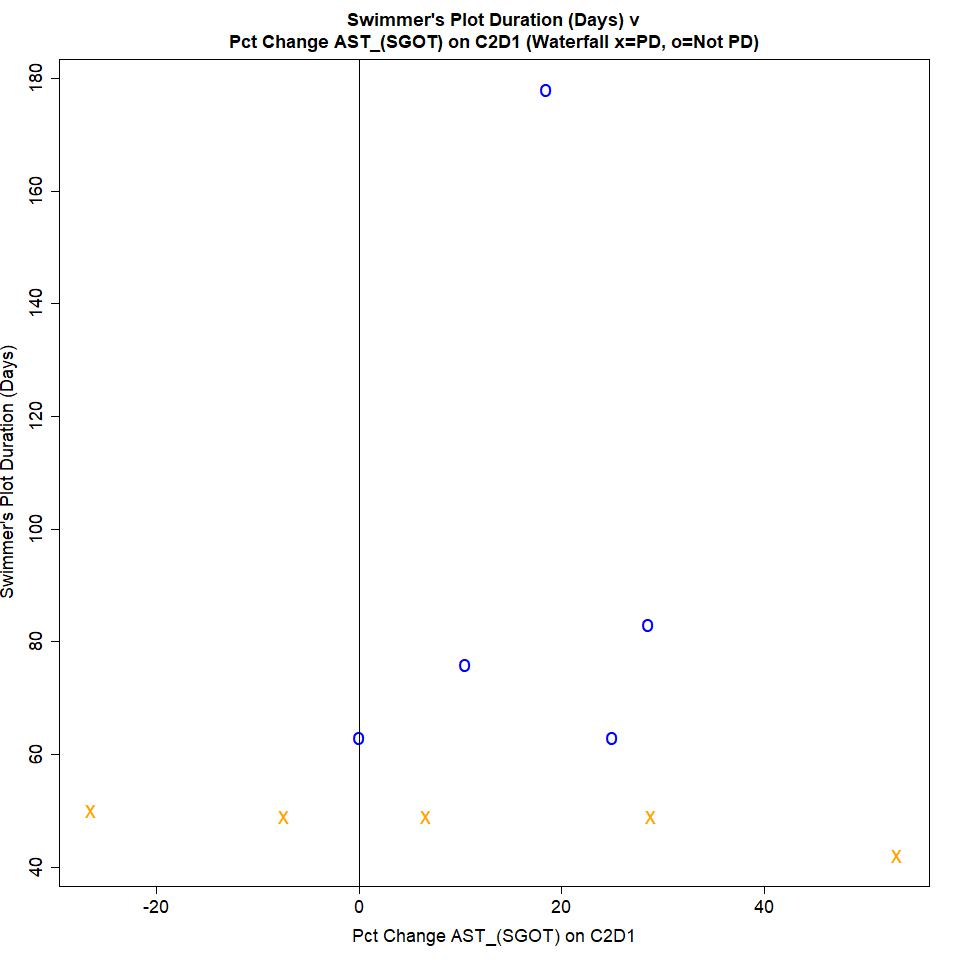 Swimmer's Plot Duration (Days) v
Pct Change AST_(SGOT) on C2D1 (Waterfall x=PD, o=Not PD)
Swimmer's Plot Duration (Days)
180
160
140
120
100
80
60
40
O
O
O
O
O
X
X
X
X
X
-20
0
20
40
Pct Change AST_(SGOT) on C2D1